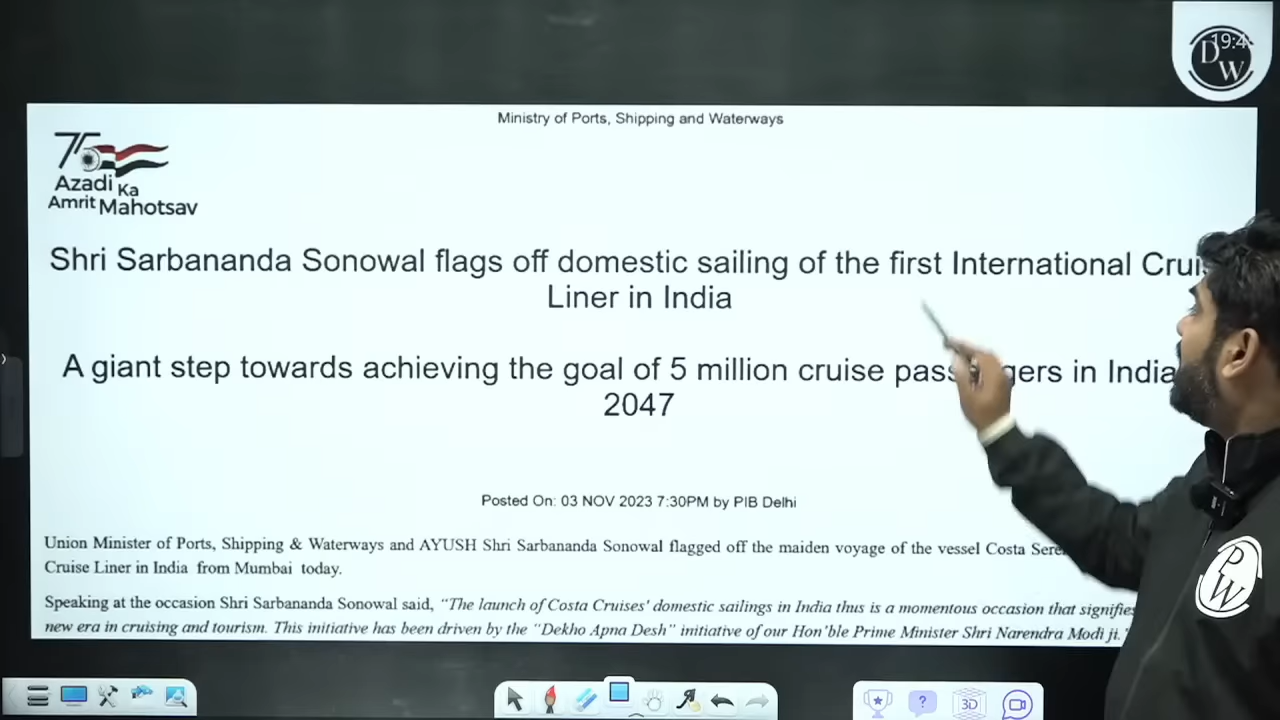 19:4
D
W
Ministry of Ports, Shipping and Waterways
75
Azadi Ka
Amrit Mahotsav
Shri Sarbananda Sonowal flags off domestic sailing of the first International
Liner in India
A giant step towards achieving the goal of 5 million cruise in India
2047
Posted On: 03 NOV 2023 7:30PM by PIB Delhi
Union Minister of Ports, Shipping & Waterways and AYUSH Shri Sarbananda Sonowal flagged off the maiden voyage of the vessel Costa
Cruise Liner in India from Mumbai today.
Speaking at the occasion Shri Sarbananda Sonowal said, “The launch of Costa Cruises' domestic sailings in India thus is a momentous occasion that signifies
new era in cruising and tourism. This initiative has been driven by the “Dekho Apna Desh” initiative of our Hon'ble Prime Minister Shri Narendra Modi ji.
?
3D
P
W